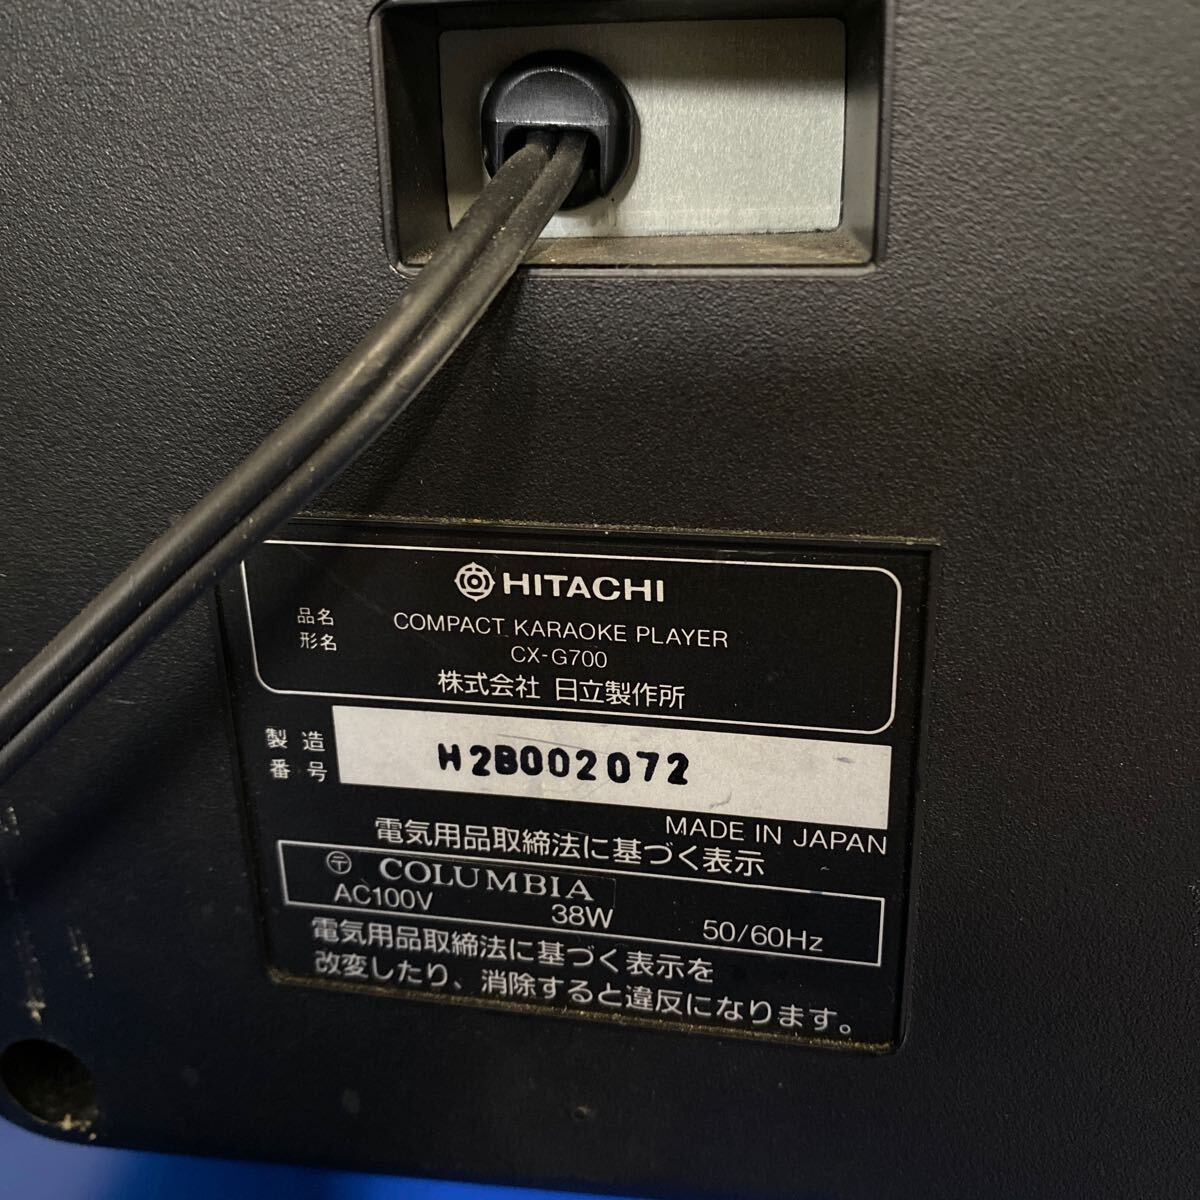 HITACHI
品名 COMPACT KARAOKE PLAYER
形名 CX-G700
株式会社 日立製作所
製造番号 H2B002072
MADE IN JAPAN
電気用品取締法に基づく表示
〒 COLUMBIA
AC100V 38W 50/60Hz
電気用品取締法に基づく表示を
改変したり、消除すると違反になります。